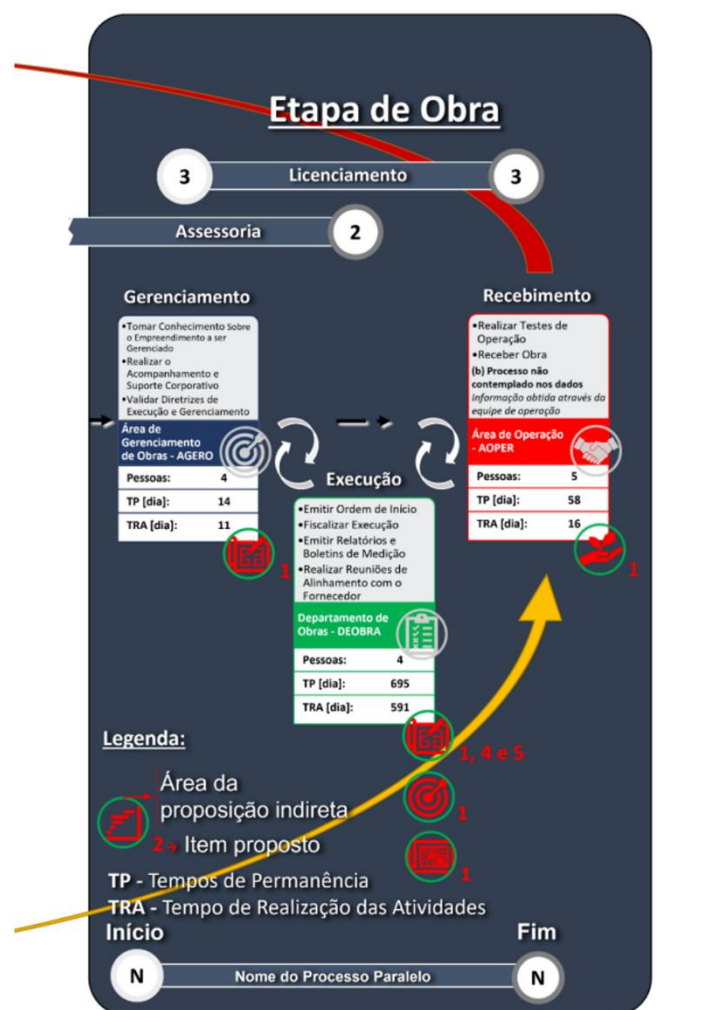 Etapa de Obra
3 Licenciamento 3
Assessoria 2
Gerenciamento
•Tomar Conhecimento Sobre
o Empreendimento a ser
Gerenciado
•Realizar o
Acompanhamento e
Suporte Corporativo
•Validar Diretrizes de
Execução e Gerenciamento
Área de
Gerenciamento
de Obras - AGERO
Pessoas: 4
TP [dia]: 14
TRA [dia]: 11
1
Execução
•Emitir Ordem de Início
•Fiscalizar Execução
•Emitir Relatórios e
Boletins de Medição
•Realizar Reuniões de
Alinhamento com o
Fornecedor
Departamento de
Obras - DEOBRA
Pessoas: 4
TP [dia]: 695
TRA [dia]: 591
1, 4 e 5
1
1
Recebimento
•Realizar Testes de
Operação
•Receber Obra
(b) Processo não
contemplado nos dados
Informação obtida através da
equipe de operação
Área de Operação
- AOPER
Pessoas: 5
TP [dia]: 58
TRA [dia]: 16
1
Legenda:
Área da
proposição indireta
2 Item proposto
TP - Tempos de Permanência
TRA - Tempo de Realização das Atividades
Início Fim
N Nome do Processo Paralelo N